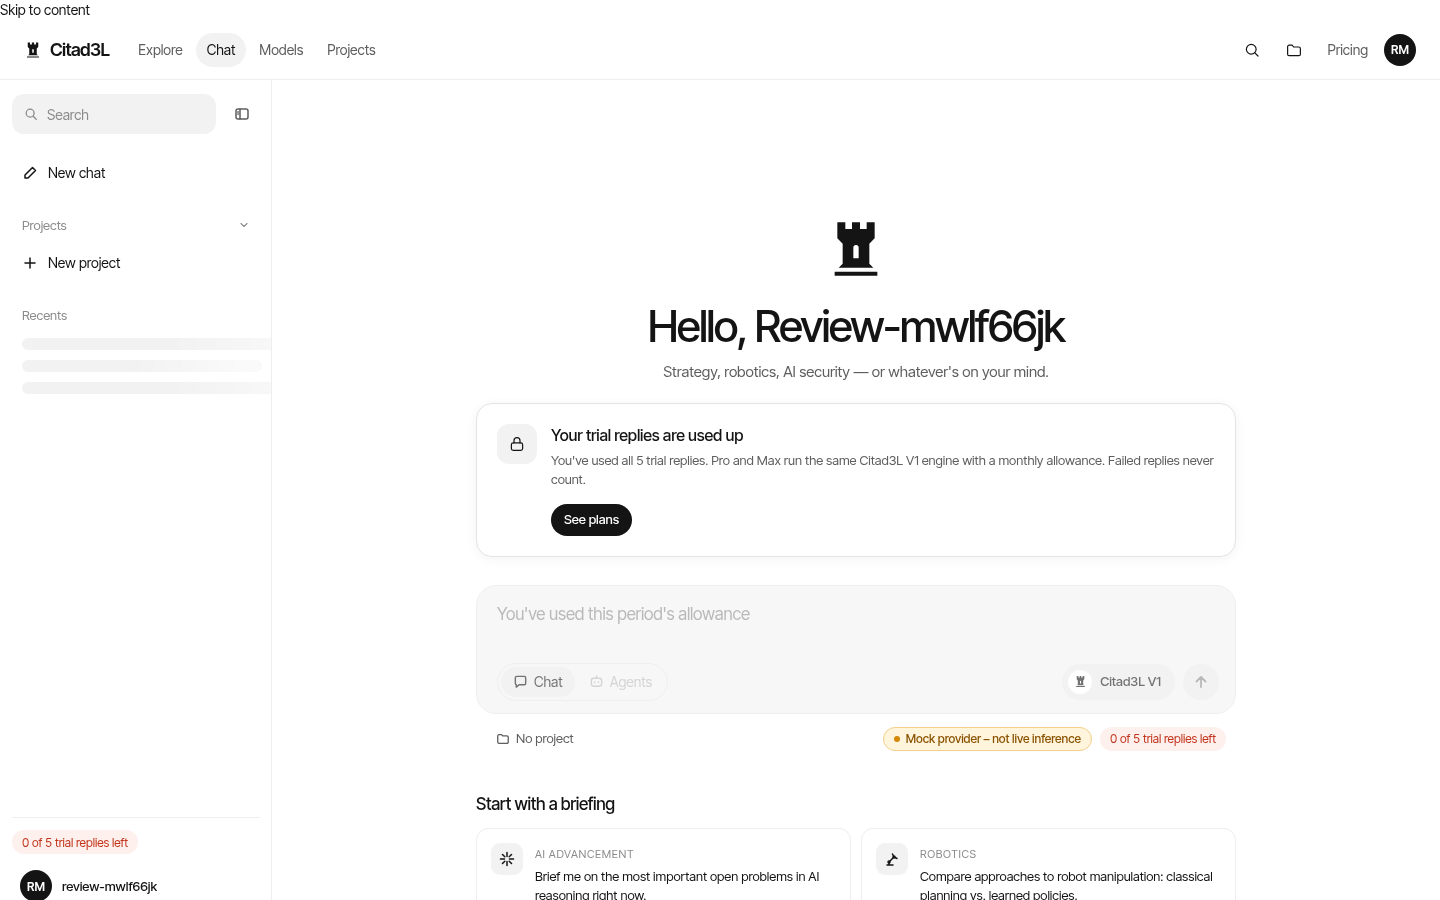 Skip to content
Citad3L
Explore
Chat
Models
Projects
Pricing
RM
Search
New chat
Projects
New project
Recents
Hello, Review-mwlf66jk
Strategy, robotics, AI security — or whatever's on your mind.
Your trial replies are used up
You've used all 5 trial replies. Pro and Max run the same Citad3L V1 engine with a monthly allowance. Failed replies never
count.
See plans
You've used this period's allowance
Chat
Agents
Citad3L V1
No project
Mock provider – not live inference
0 of 5 trial replies left
Start with a briefing
AI ADVANCEMENT
Brief me on the most important open problems in AI
reasoning right now.
ROBOTICS
Compare approaches to robot manipulation: classical
planning vs. learned policies.
0 of 5 trial replies left
RM
review-mwlf66jk